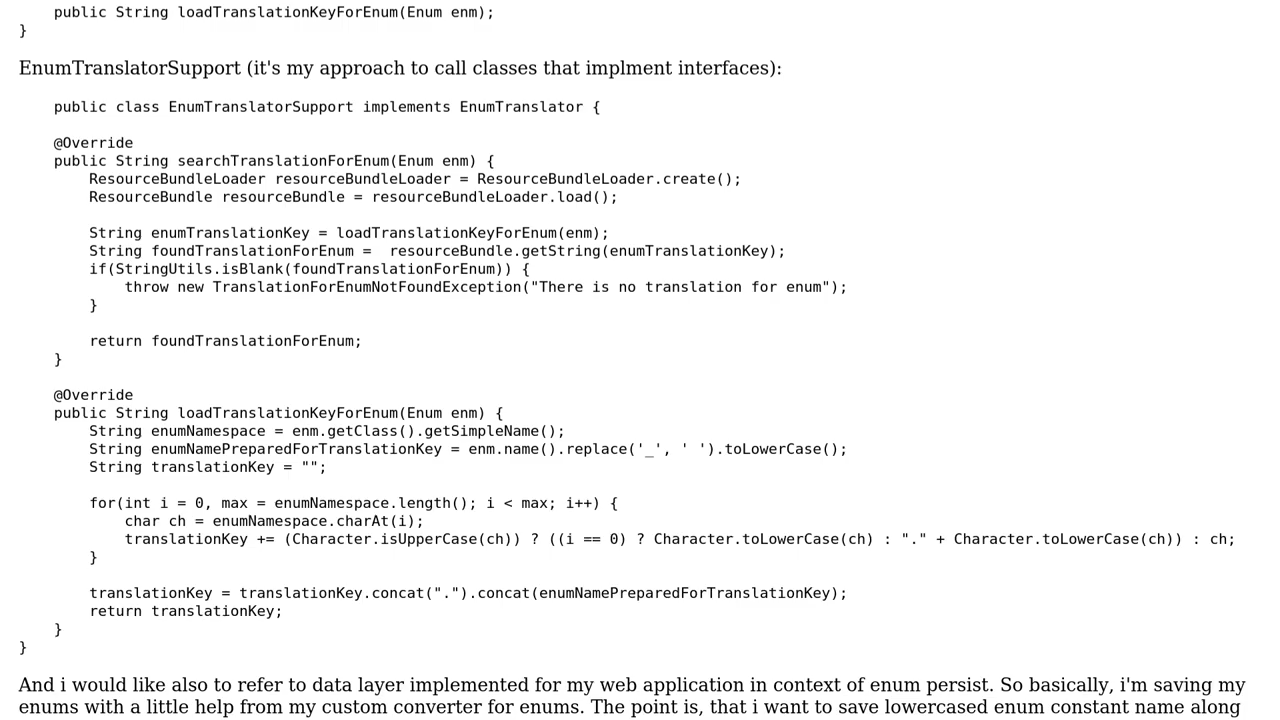 public String loadTranslationKeyForEnum(Enum enm);
}
EnumTranslatorSupport (it's my approach to call classes that implment interfaces):
public class EnumTranslatorSupport implements EnumTranslator {
@Override
public String searchTranslationForEnum(Enum enm) {
ResourceBundleLoader resourceBundleLoader = ResourceBundleLoader.create();
ResourceBundle resourceBundle = resourceBundleLoader.load();
String enumTranslationKey = loadTranslationKeyForEnum(enm);
String foundTranslationForEnum =  resourceBundle.getString(enumTranslationKey);
if(StringUtils.isBlank(foundTranslationForEnum)) {
throw new TranslationForEnumNotFoundException("There is no translation for enum");
}
return foundTranslationForEnum;
}
@Override
public String loadTranslationKeyForEnum(Enum enm) {
String enumNamespace = enm.getClass().getSimpleName();
String enumNamePreparedForTranslationKey = enm.name().replace('_', ' ').toLowerCase();
String translationKey = "";
for(int i = 0, max = enumNamespace.length(); i < max; i++) {
char ch = enumNamespace.charAt(i);
translationKey += (Character.isUpperCase(ch)) ? ((i == 0) ? Character.toLowerCase(ch) : "." + Character.toLowerCase(ch)) : ch;
}
translationKey = translationKey.concat(".").concat(enumNamePreparedForTranslationKey);
return translationKey;
}
}
And i would like also to refer to data layer implemented for my web application in context of enum persist. So basically, i'm saving my
enums with a little help from my custom converter for enums. The point is, that i want to save lowercased enum constant name along